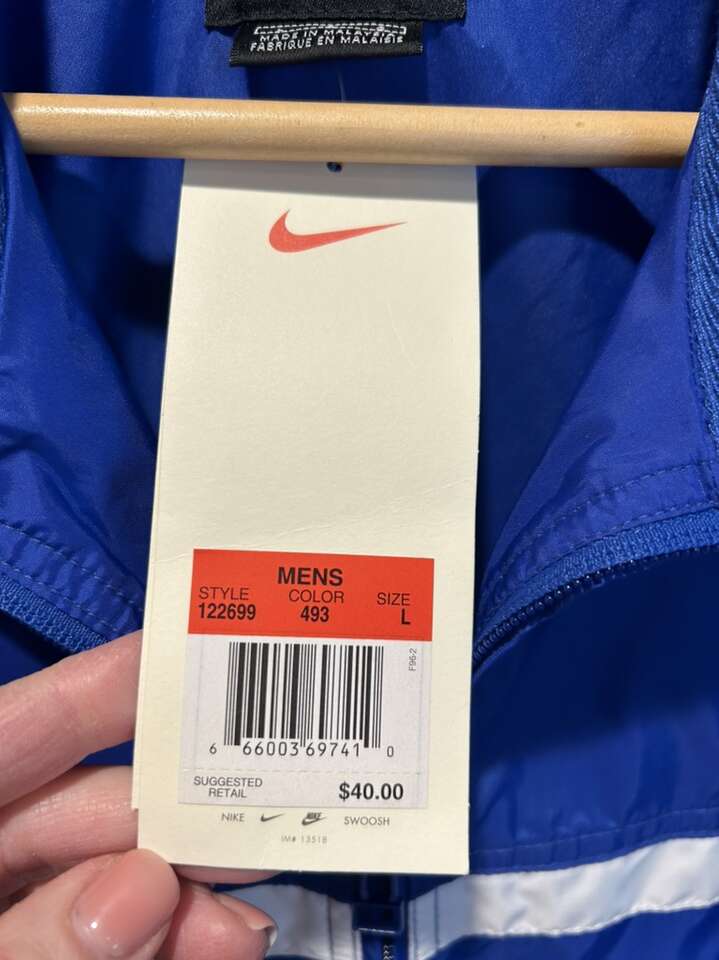 MADE IN MALAYSIA
FABRIQUE EN MALAISIE
MENS
STYLE COLOR SIZE
122699 493 L
F96-2
6 66003 69741 0
SUGGESTED
RETAIL $40.00
NIKE NIKE SWOOSH
IM# 13518